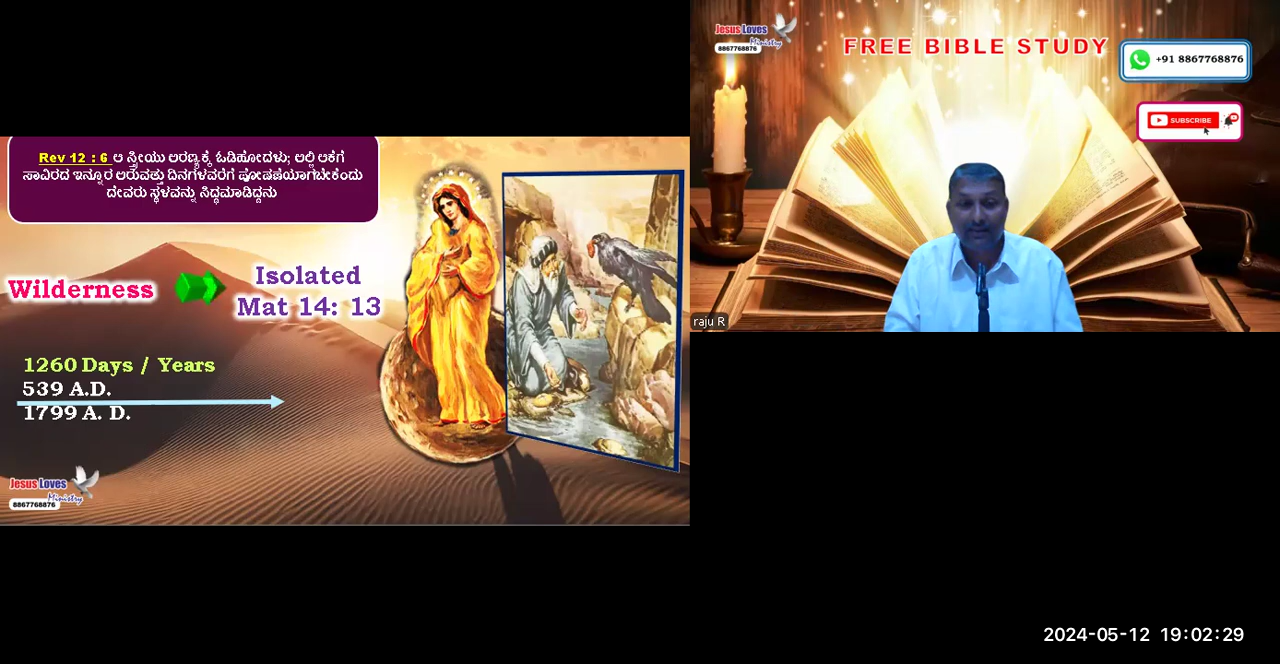 Rev 12 : 6 ಆ ಸ್ತ್ರೀಯು ಅರಣ್ಯಕ್ಕೆ ಓಡಿಹೋದಳು; ಅಲ್ಲಿ ಆಕೆಗೆ
ಸಾವಿರದ ಇನ್ನೂರ ಅರುವತ್ತು ದಿನಗಳವರೆಗೆ ಪೋಷಣೆಯಾಗಬೇಕೆಂದು
ದೇವರು ಸ್ಥಳವನ್ನು ಸಿದ್ಧಮಾಡಿದ್ದನು
Wilderness
Isolated
Mat 14: 13
1260 Days / Years
539 A.D.
1799 A. D.
Jesus Loves
Ministry
8867768876
Jesus Loves
Ministry
8867768876
FREE BIBLE STUDY
+91 8867768876
SUBSCRIBE
raju R
2024-05-12 19:02:29